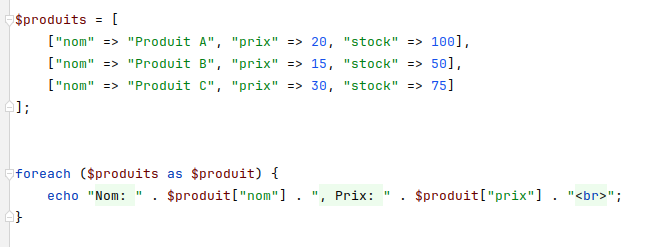 $produits = [
    ["nom" => "Produit A", "prix" => 20, "stock" => 100],
    ["nom" => "Produit B", "prix" => 15, "stock" => 50],
    ["nom" => "Produit C", "prix" => 30, "stock" => 75]
];
foreach ($produits as $produit) {
    echo "Nom: " . $produit["nom"] . ", Prix: " . $produit["prix"] . "<br>";
}